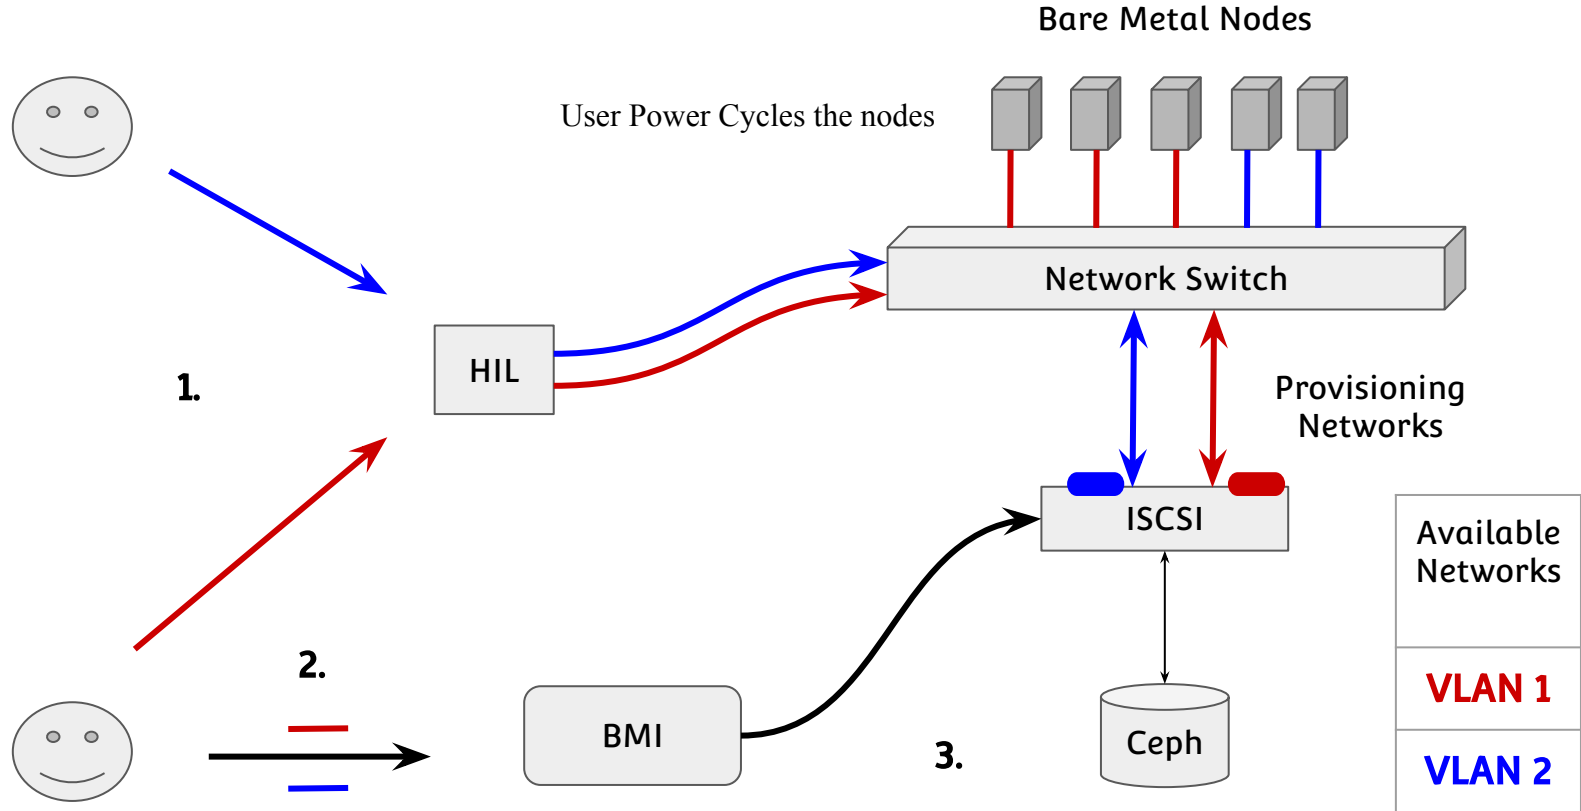 Bare Metal Nodes
User Power Cycles the nodes
Network Switch
HIL
1.
Provisioning
Networks
ISCSI
Available
Networks
2.
VLAN 1
BMI
3.
Ceph
VLAN 2